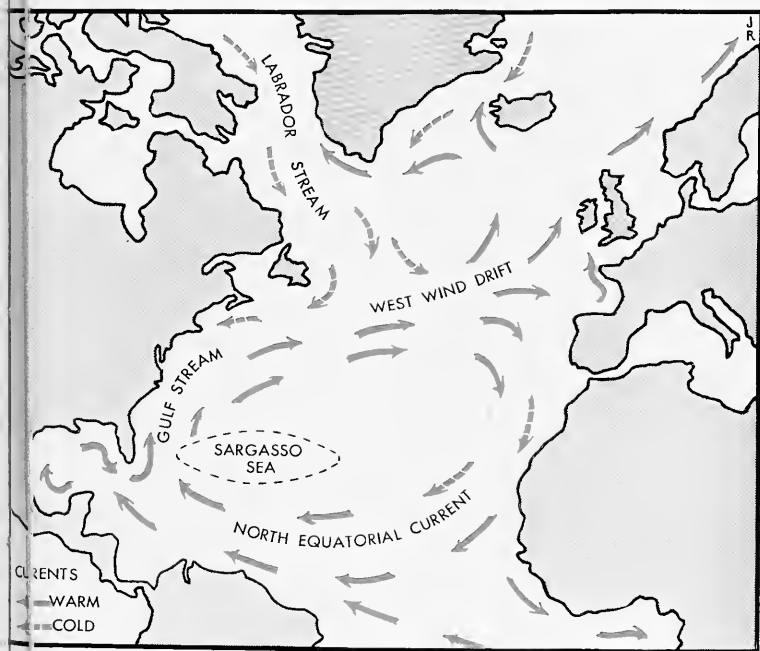 J
R
LABRADOR STREAM
WEST WIND DRIFT
GULF STREAM
SARGASSO
SEA
NORTH EQUATORIAL CURRENT
WARM
COLD